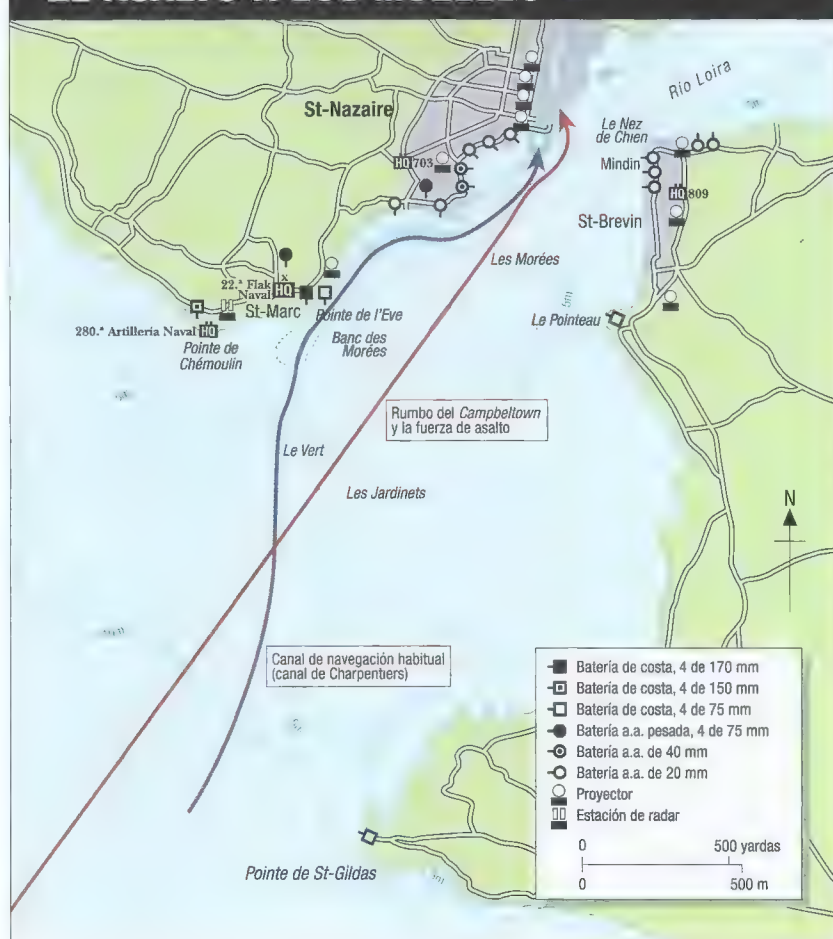 Río Loira
St-Nazaire
Le Nez
de Chien
Mindin
HQ 703
HQ 809
St-Brevin
Les Morées
22.ª Flak
Naval
HQ
St-Marc
Pointe de l'Eve
Le Pointeau
280.ª Artillería Naval HQ
Banc des
Morées
Pointe de
Chémoulin
Rumbo del Campbeltown
y la fuerza de asalto
Le Vert
Les Jardinets
N
Canal de navegación habitual
(canal de Charpentiers)
Batería de costa, 4 de 170 mm
Batería de costa, 4 de 150 mm
Batería de costa, 4 de 75 mm
Batería a.a. pesada, 4 de 75 mm
Batería a.a. de 40 mm
Batería a.a. de 20 mm
Proyector
Estación de radar
0 500 yardas
0 500 m
Pointe de St-Gildas